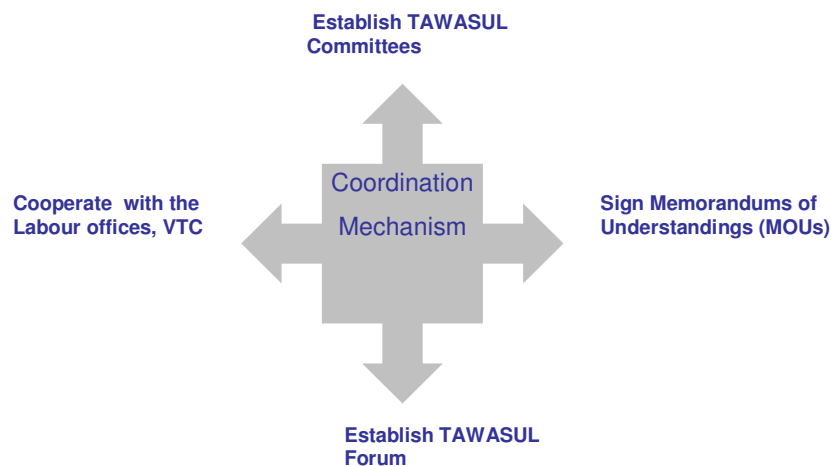 Establish TAWASUL
Committees
Coordination
Mechanism
Cooperate with the
Labour offices, VTC
Sign Memorandums of
Understandings (MOUs)
Establish TAWASUL
Forum